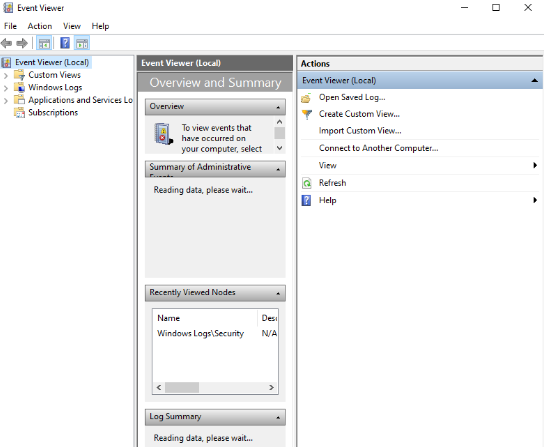 Event Viewer
File Action View Help
Event Viewer (Local)
Custom Views
Windows Logs
Applications and Services Lo
Subscriptions
Event Viewer (Local)
Overview and Summary
Overview
To view events that
have occurred on
your computer, select
Summary of Administrative
Events
Reading data, please wait...
Recently Viewed Nodes
Name Desc
Windows Logs\Security N/A
Log Summary
Reading data, please wait...
Actions
Event Viewer (Local)
Open Saved Log...
Create Custom View...
Import Custom View...
Connect to Another Computer...
View
Refresh
Help